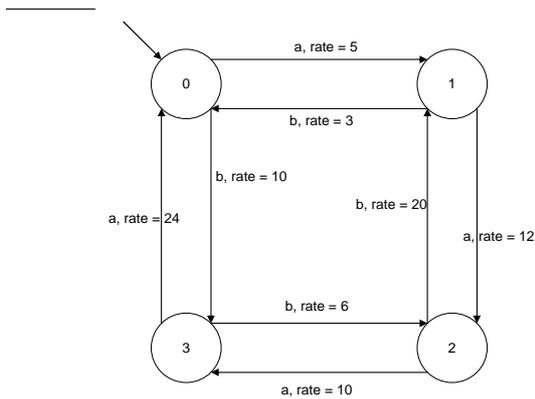 a, rate = 5
0
1
b, rate = 3
b, rate = 10
b, rate = 20
a, rate = 24
a, rate = 12
b, rate = 6
3
2
a, rate = 10